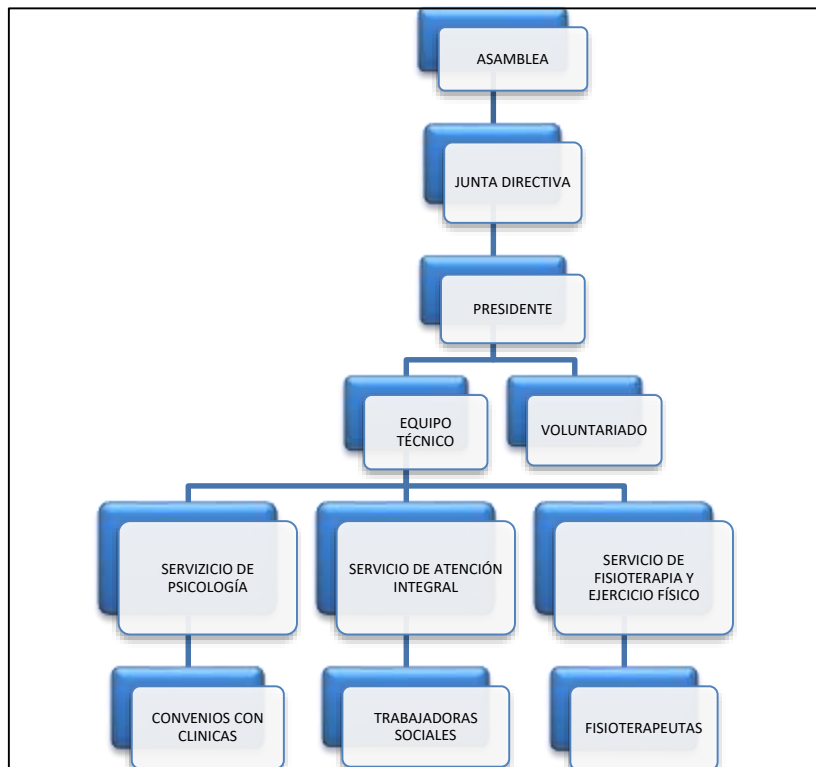 ASAMBLEA
JUNTA DIRECTIVA
PRESIDENTE
EQUIPO
TÉCNICO
VOLUNTARIADO
SERVIZICIO DE
PSICOLOGÍA
SERVICIO DE ATENCIÓN
INTEGRAL
SERVICIO DE
FISIOTERAPIA Y
EJERCICIO FÍSICO
CONVENIOS CON
CLINICAS
TRABAJADORAS
SOCIALES
FISIOTERAPEUTAS